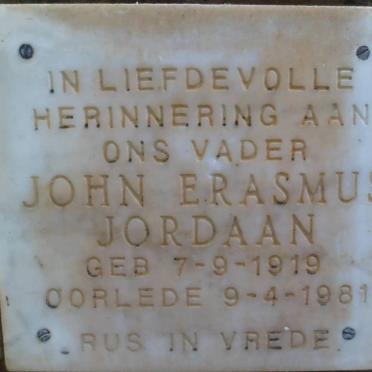 IN LIEFDEVOLLE
HERINNERING AAN
ONS VADER
JOHN ERASMUS
JORDAAN
GEB 7-9-1919
OORLEDE 9-4-1981
RUS IN VREDE